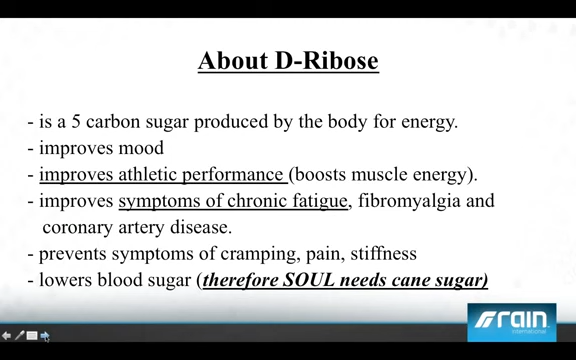 About D-Ribose
- is a 5 carbon sugar produced by the body for energy.
- improves mood
- improves athletic performance (boosts muscle energy).
- improves symptoms of chronic fatigue, fibromyalgia and
coronary artery disease.
- prevents symptoms of cramping, pain, stiffness
- lowers blood sugar (therefore SOUL needs cane sugar)
rain
international